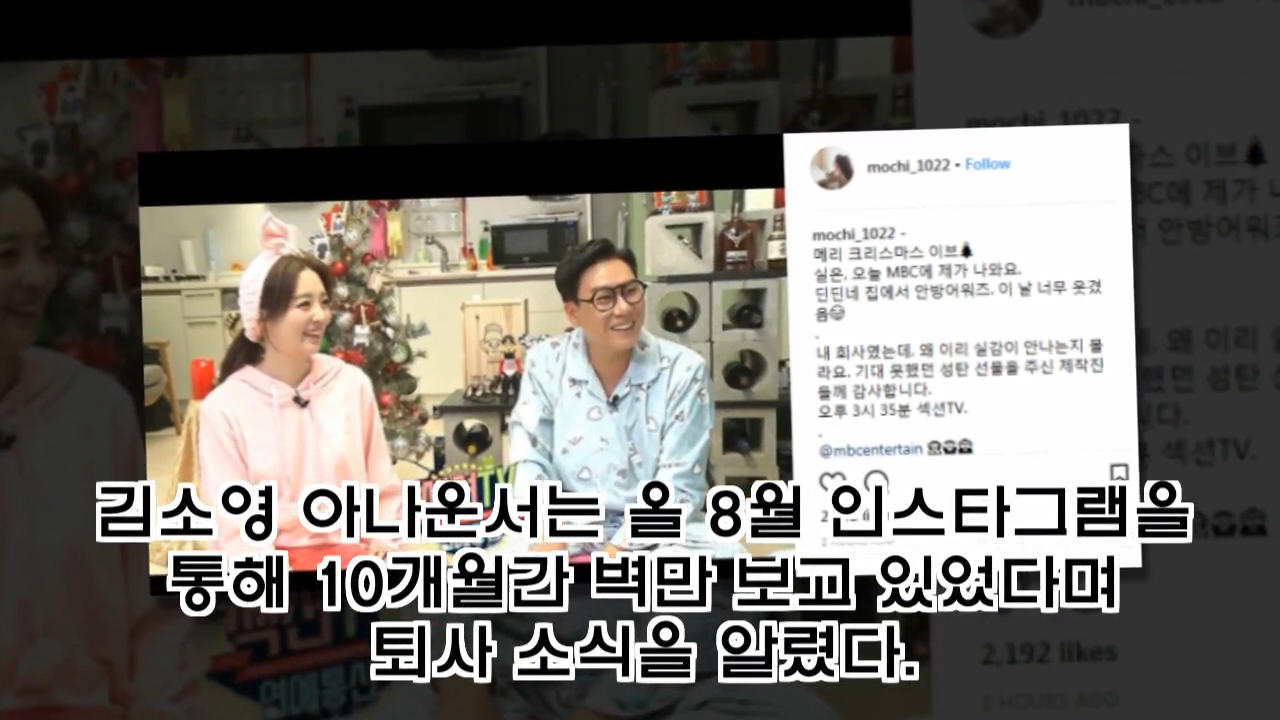 mochi_1022 • Follow
mochi_1022 -
메리 크리스마스 이브🌲
실은, 오늘 MBC에 제가 나와요.
딘딘네 집에서 안방어워즈. 이 날 너무 웃겼
음
.
내 회사였는데, 왜 이리 실감이 안나는지 몰
라요. 기대 못했던 성탄 선물을 주신 제작진
들께 감사합니다.
오후 3시 35분 섹션TV.
.
@mbcentertain
김소영 아나운서는 올 8월 인스타그램을
통해 10개월간 벽만 보고 있었다며
퇴사 소식을 알렸다.
2,192 likes
2 HOURS AGO